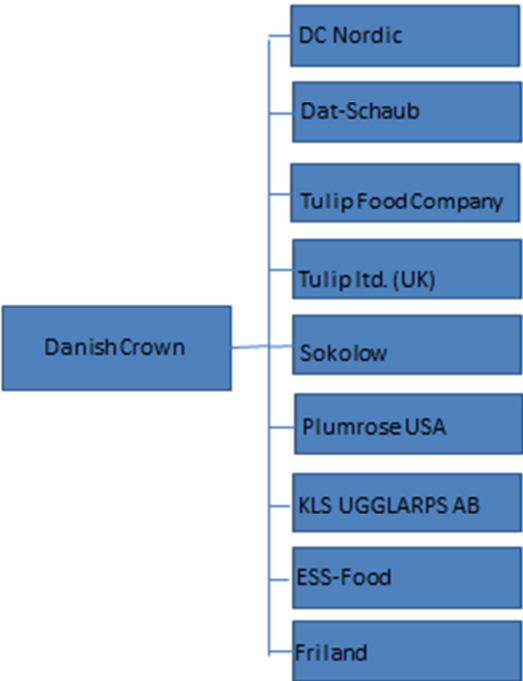 DC Nordic
Dat-Schaub
Tulip Food Company
Tulip ltd. (UK)
Danish Crown
Sokolow
Plumrose USA
KLS UGGLARPS AB
ESS-Food
Friland